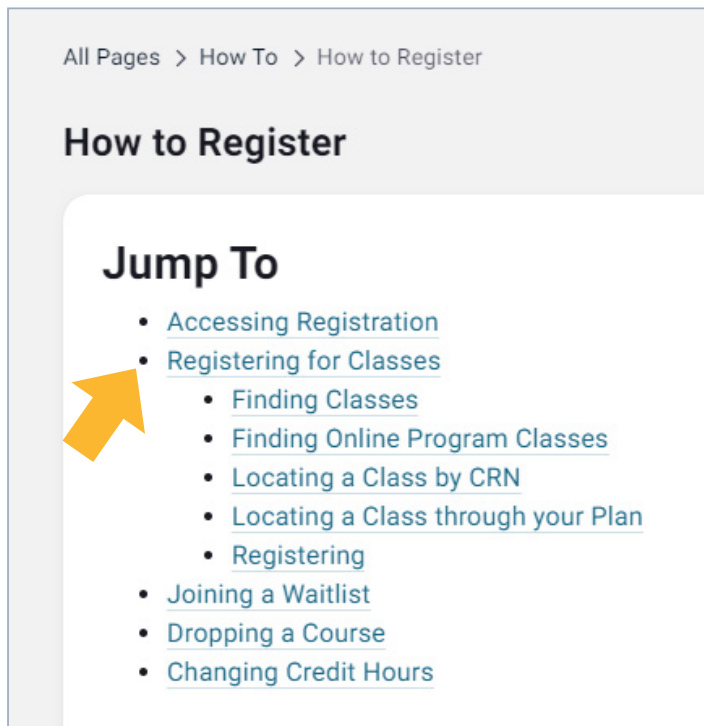 All Pages > How To > How to Register
How to Register
Jump To
• Accessing Registration
• Registering for Classes
• Finding Classes
• Finding Online Program Classes
• Locating a Class by CRN
• Locating a Class through your Plan
• Registering
• Joining a Waitlist
• Dropping a Course
• Changing Credit Hours